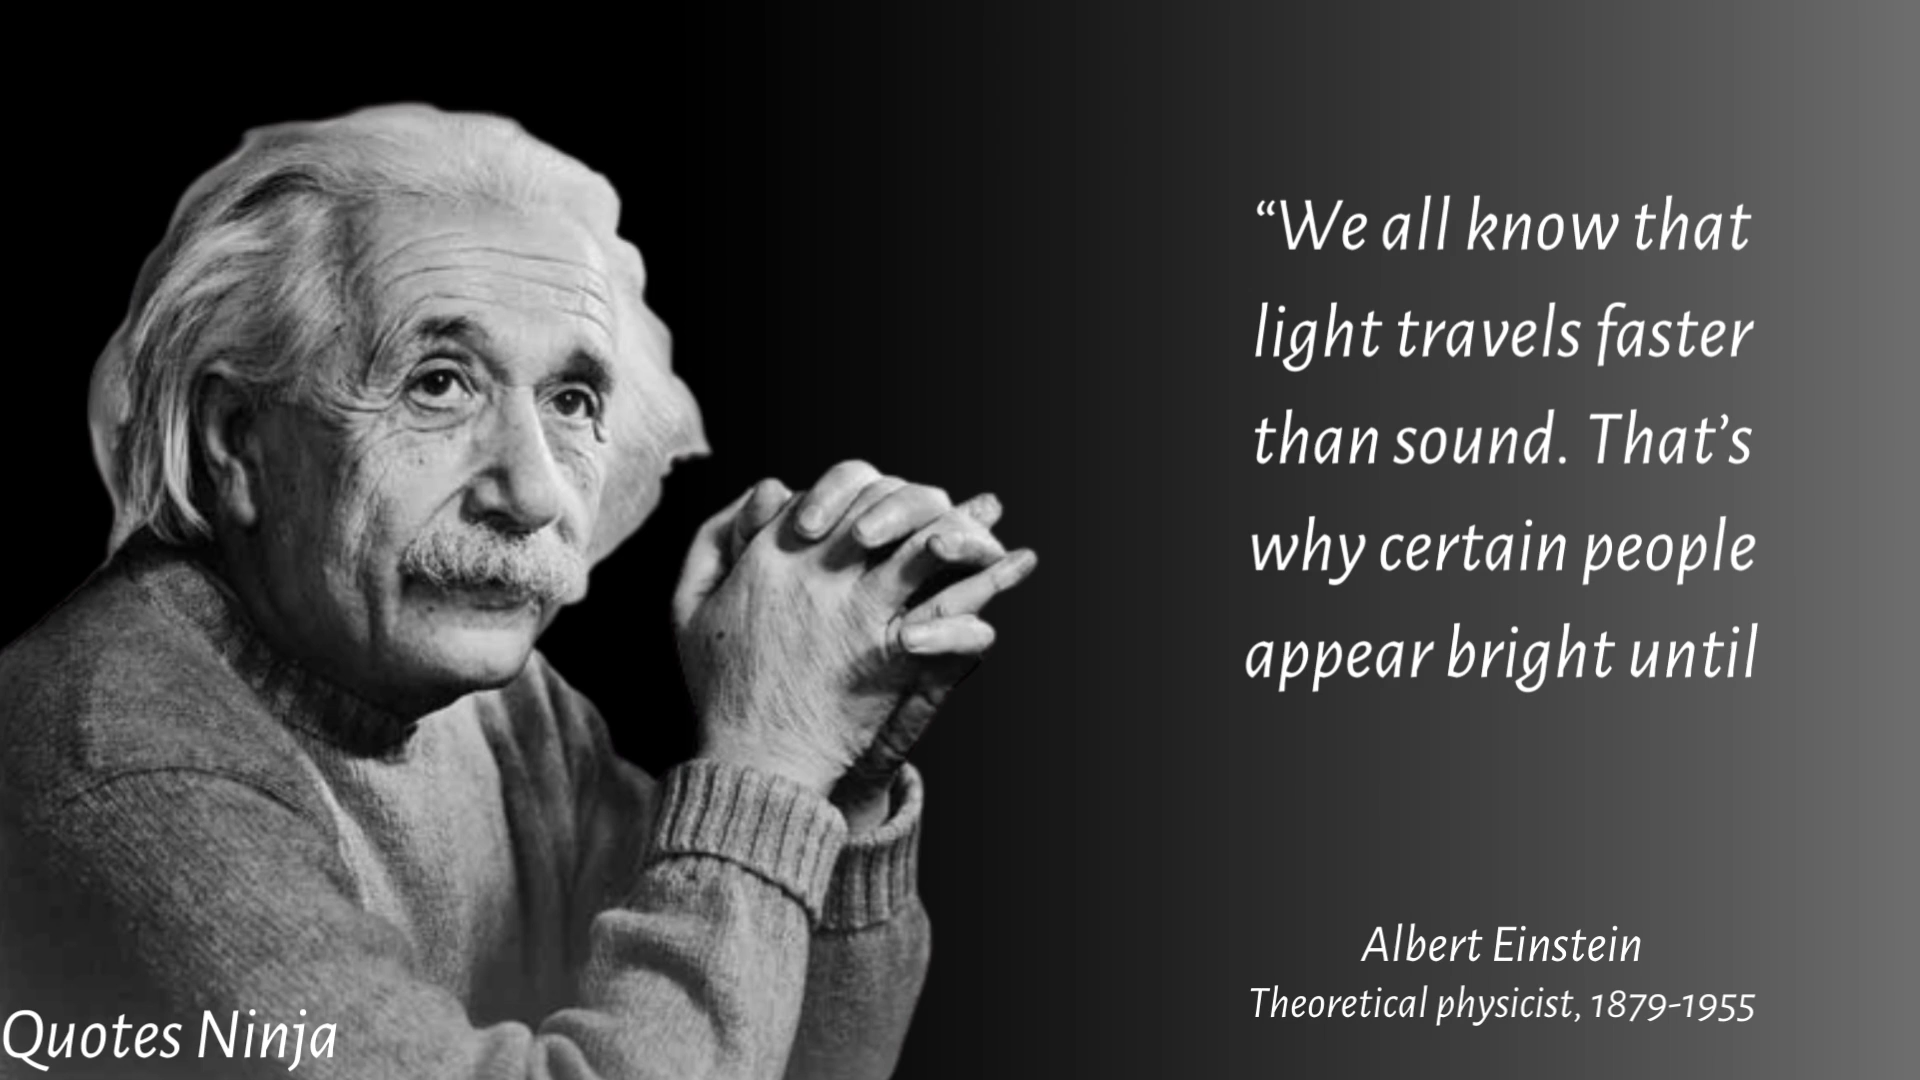 “We all know that
light travels faster
than sound. That’s
why certain people
appear bright until
Albert Einstein
Theoretical physicist, 1879-1955
Quotes Ninja